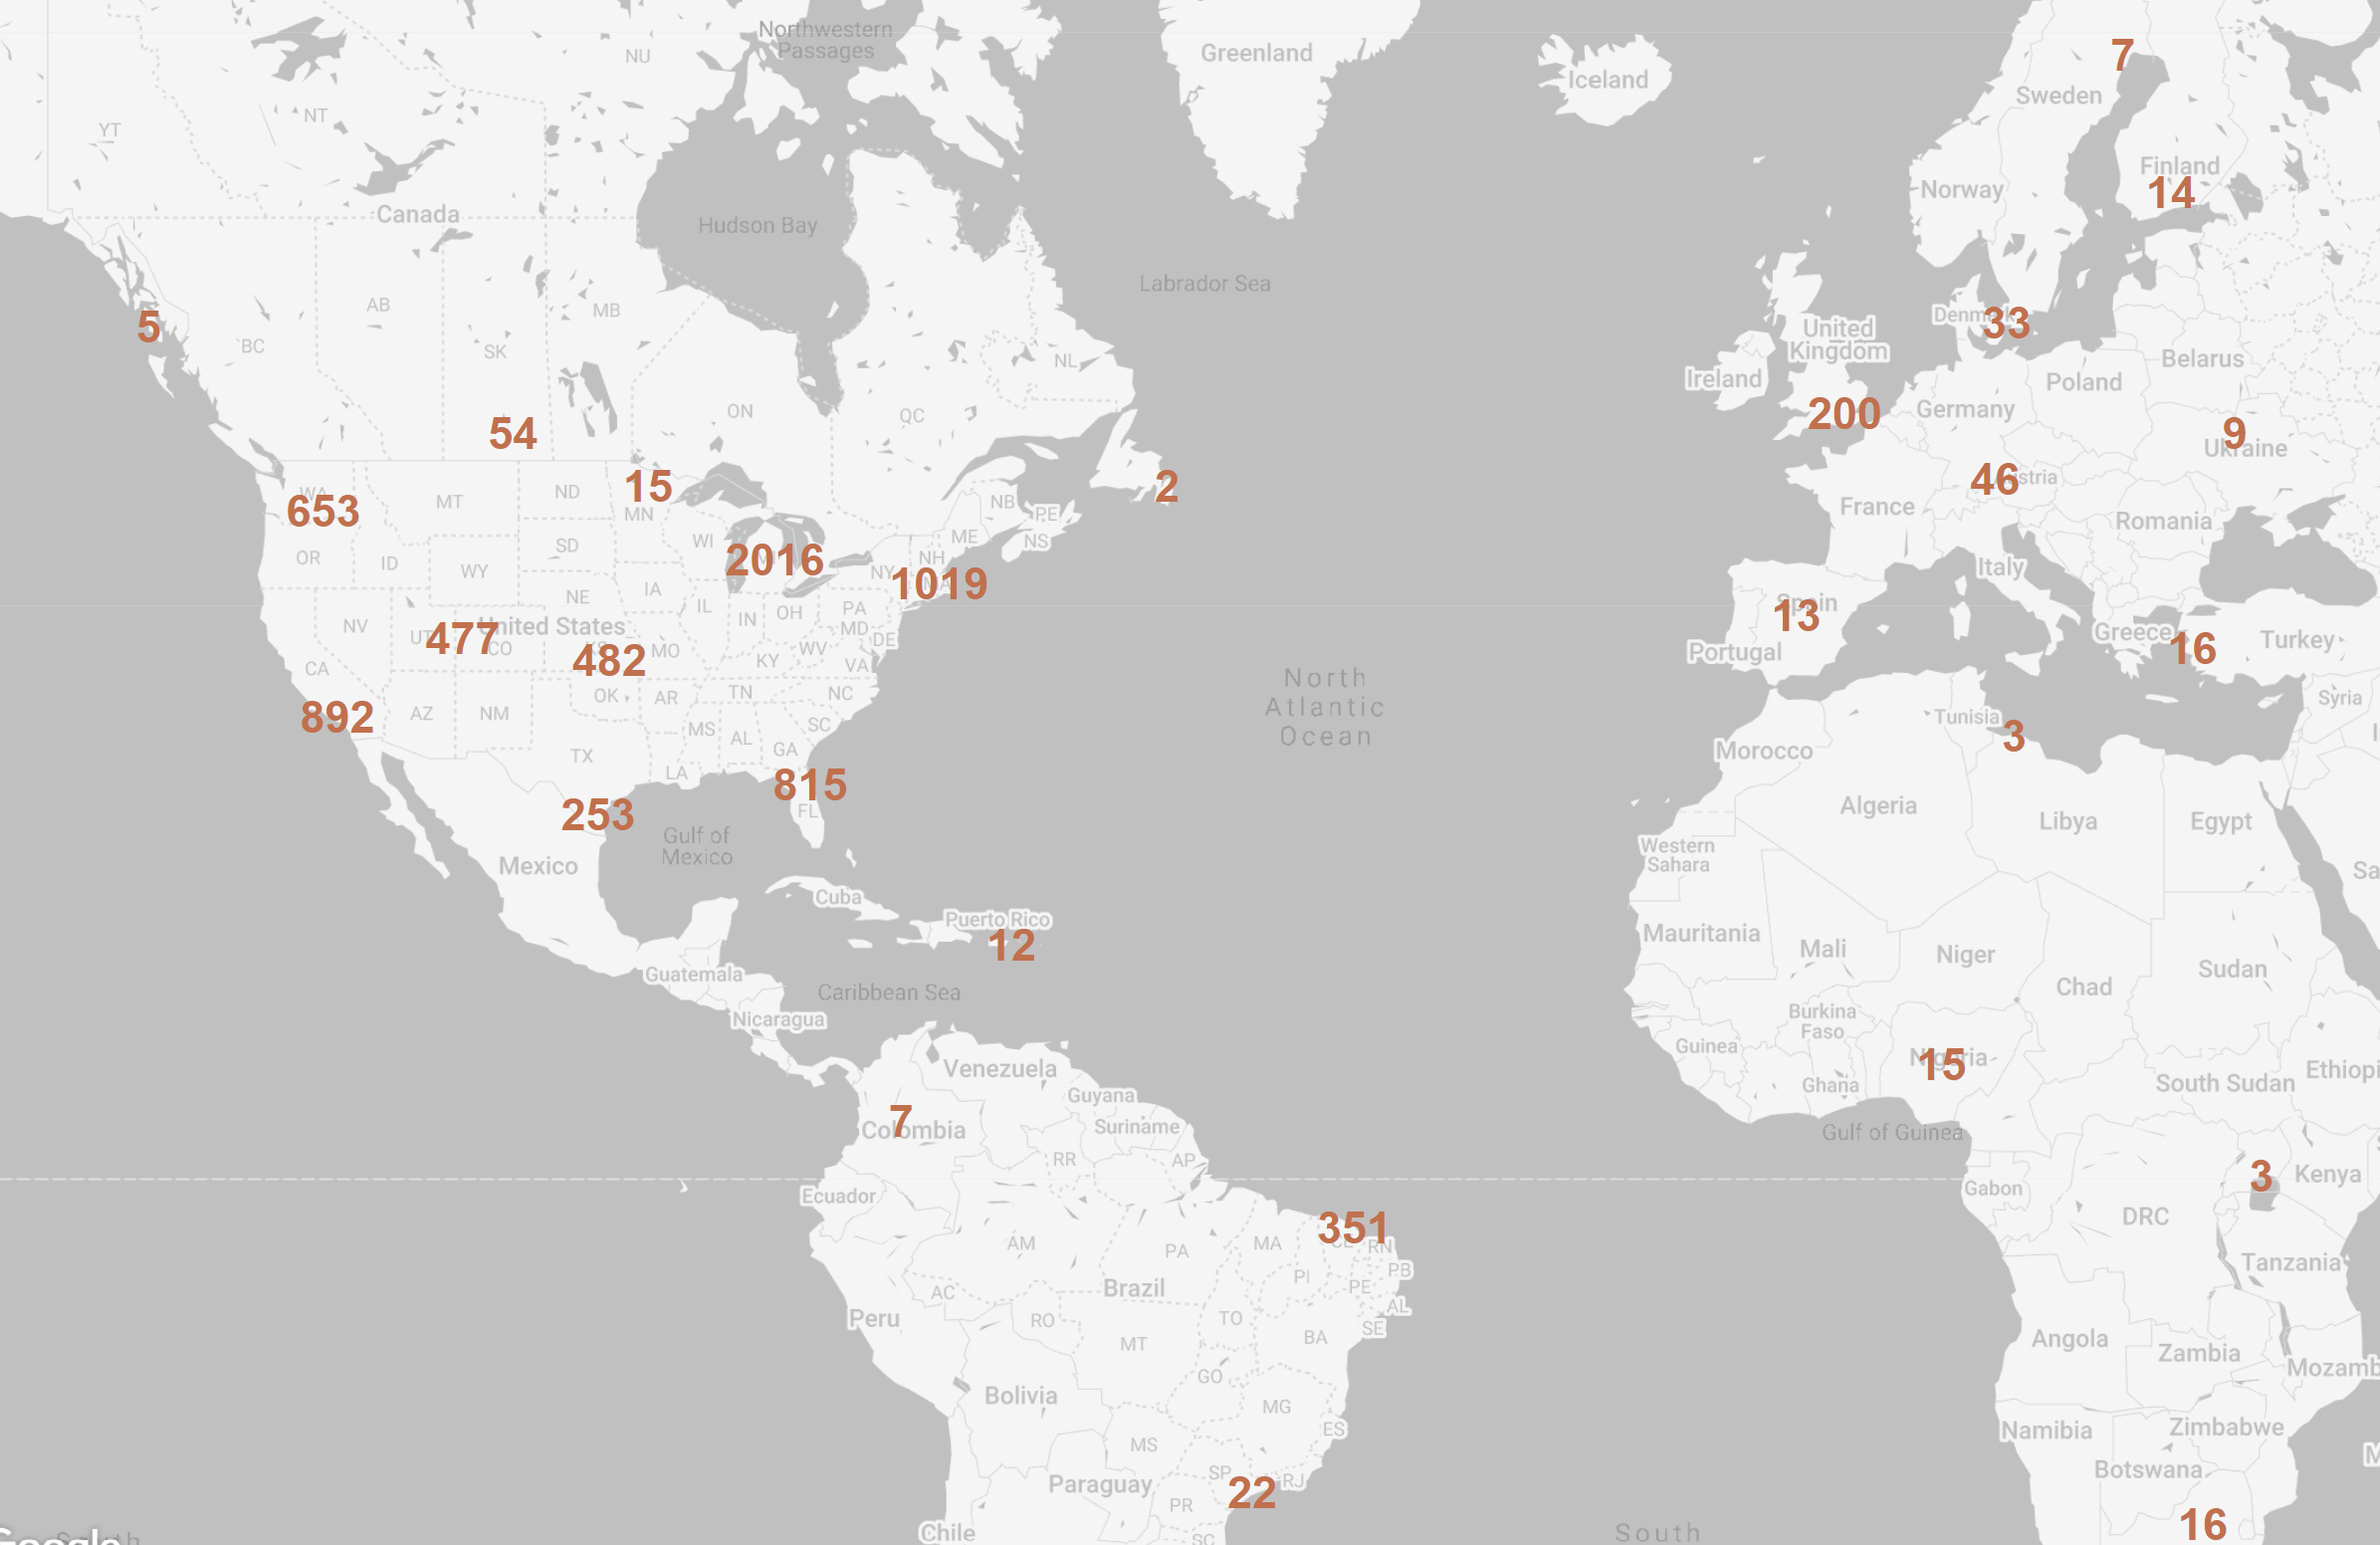 Northwestern
Passages
Greenland
Iceland
7
NU
Sweden
NT
YT
Finland
14
Norway
Canada
Hudson Bay
Labrador Sea
AB
MB
5
BC
SK
NL
33
United
Kingdom
Ireland
Belarus
Poland
Germany
200
ON
QC
54
9
Ukraine
15
2
46
653
MT
ND
MN
NB
PE
NS
France
Romania
OR
ID
SD
WI
2016
ME
NH
NY
1019
WY
IA
Italy
NE
IL
IN
OH
PA
MD
DE
13
NV
United States
477
CO
482
MO
KY
WV
VA
Portugal
Greece
16
Turkey
CA
892
AZ
NM
OK
AR
TN
NC
North
Atlantic
Ocean
Syria
Tunisia
3
MS
AL
GA
SC
TX
LA
Morocco
815
FL
253
Gulf of
Mexico
Algeria
Libya
Egypt
Mexico
Western
Sahara
Cuba
Puerto Rico
12
Mauritania
Mali
Niger
Sudan
Guatemala
Caribbean Sea
Chad
Nicaragua
Burkina
Faso
Guinea
15
Venezuela
Guyana
Ghana
South Sudan
Ethiopi
7
Colombia
Suriname
Gulf of Guinea
RR
AP
3
Kenya
Ecuador
Gabon
351
RN
DRC
AM
PA
MA
PB
Tanzania
PI
PE
Brazil
AC
AL
Peru
RO
TO
SE
MT
BA
Angola
Zambia
Mozamb
GO
Bolivia
MG
ES
Namibia
Zimbabwe
MS
SP
RJ
22
Botswana
Paraguay
PR
16
Chile
SC
South
Google